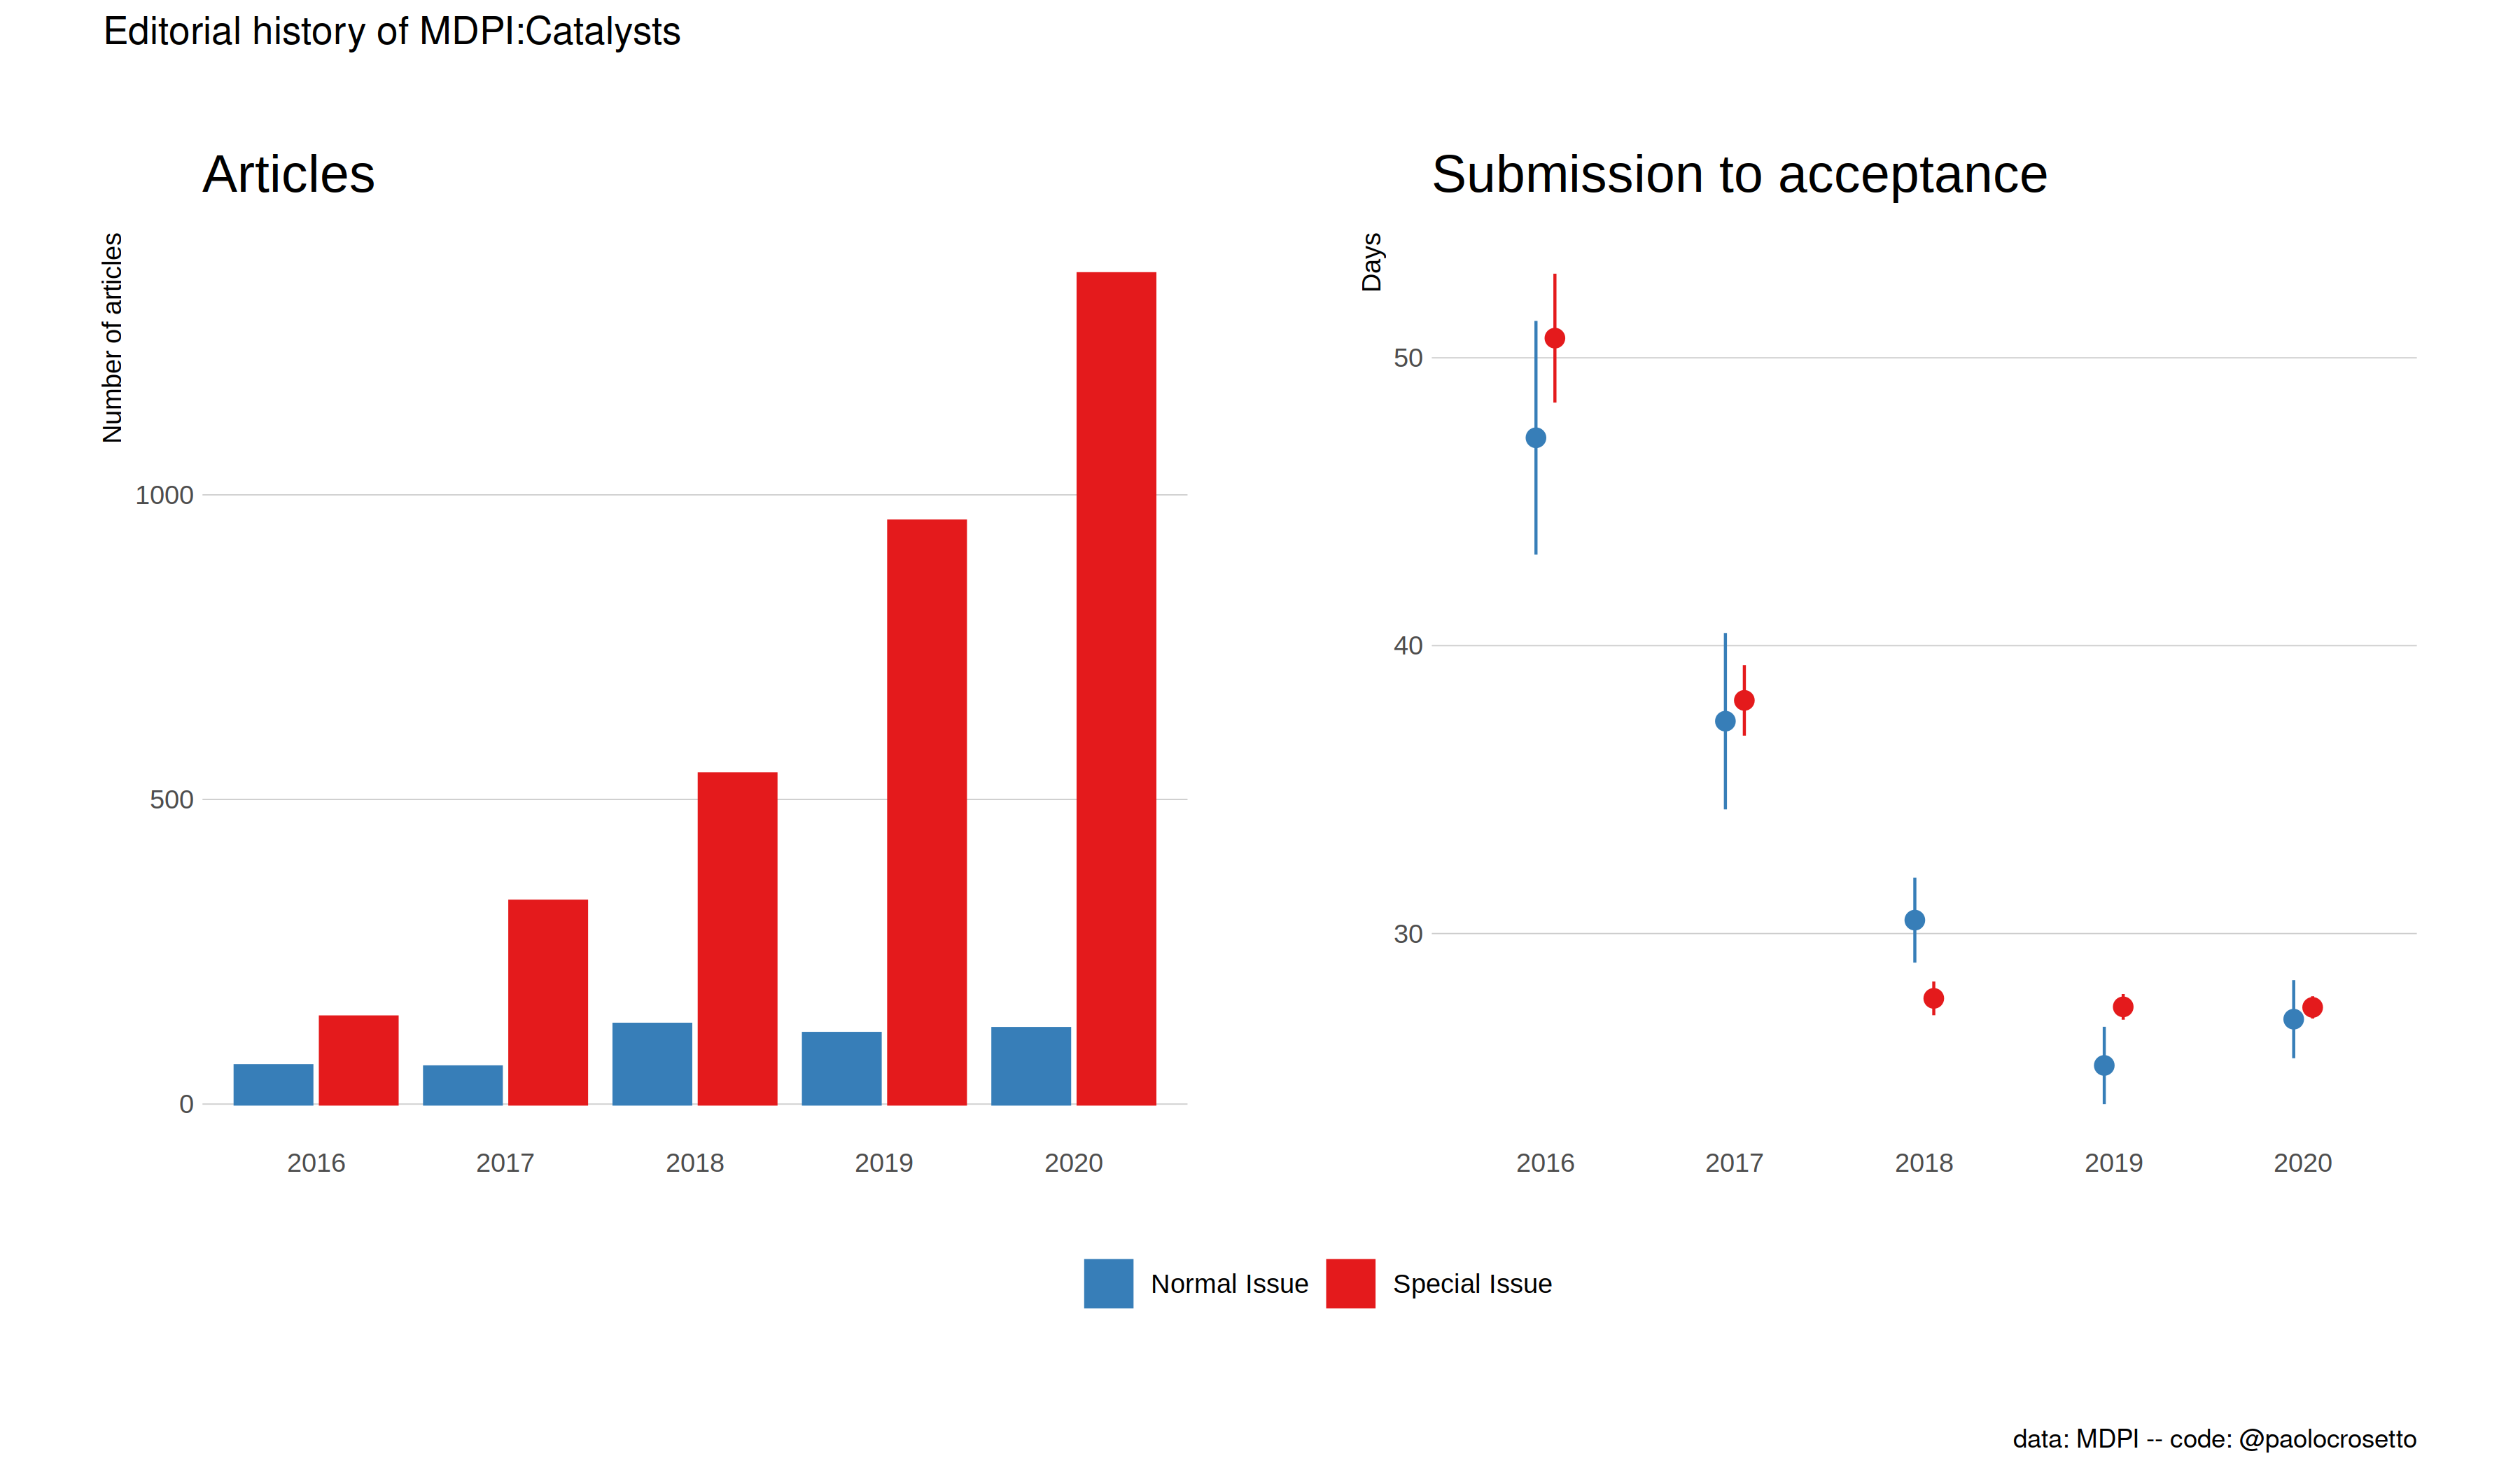 Editorial history of MDPI:Catalysts
Articles
Number of articles
1000
500
0
2016 2017 2018 2019 2020
Submission to acceptance
Days
50
40
30
2016 2017 2018 2019 2020
Normal Issue Special Issue
data: MDPI -- code: @paolocrosetto